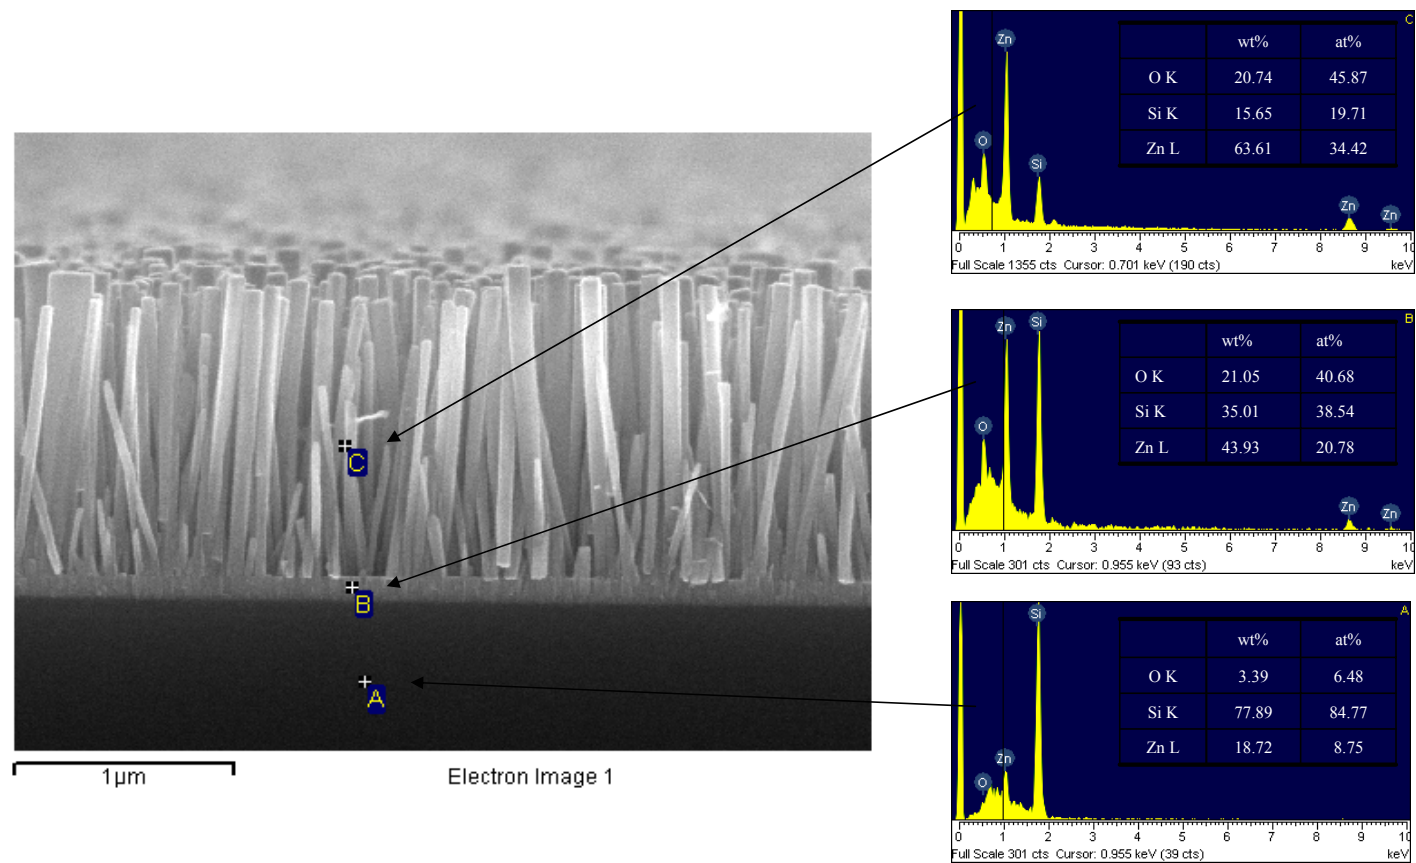 C
B
A
1µm
Electron Image 1
C
Zn
O
Si
Zn
Zn
wt% at%
O K 20.74 45.87
Si K 15.65 19.71
Zn L 63.61 34.42
0 1 2 3 4 5 6 7 8 9 10
Full Scale 1355 cts Cursor: 0.701 keV (190 cts) keV
B
Zn
Si
O
Zn
Zn
wt% at%
O K 21.05 40.68
Si K 35.01 38.54
Zn L 43.93 20.78
0 1 2 3 4 5 6 7 8 9 10
Full Scale 301 cts Cursor: 0.955 keV (93 cts) keV
A
Si
Zn
O
wt% at%
O K 3.39 6.48
Si K 77.89 84.77
Zn L 18.72 8.75
0 1 2 3 4 5 6 7 8 9 10
Full Scale 301 cts Cursor: 0.955 keV (39 cts) keV